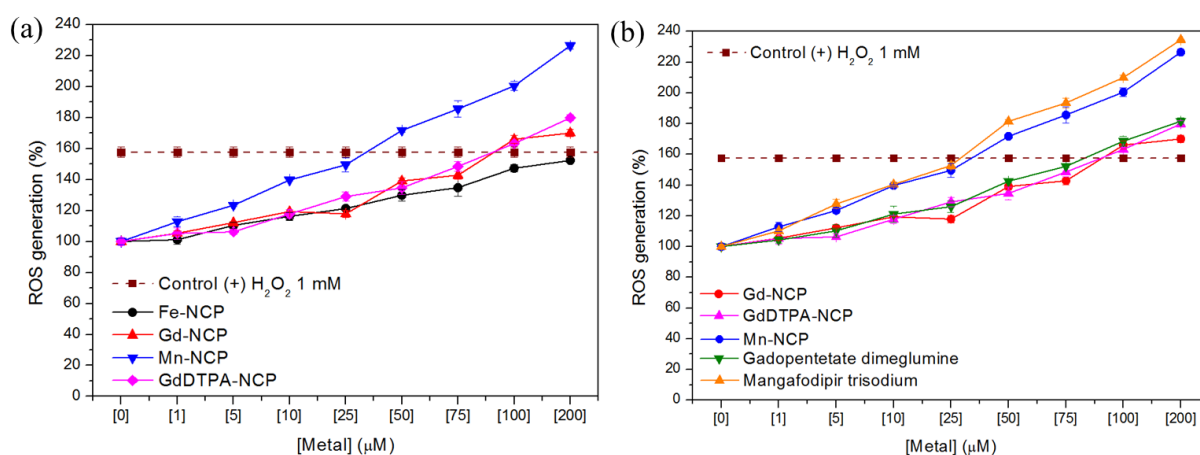 (a)
240
220
200
180
160
140
120
100
80
60
40
20
0
ROS generation (%)
Control (+) H₂O₂ 1 mM
Fe-NCP
Gd-NCP
Mn-NCP
GdDTPA-NCP
[0] [1] [5] [10] [25] [50] [75] [100] [200]
[Metal] (μM)
(b)
240
220
200
180
160
140
120
100
80
60
40
20
0
ROS generation (%)
Control (+) H₂O₂ 1 mM
Gd-NCP
GdDTPA-NCP
Mn-NCP
Gadopentetate dimeglumine
Mangafodipir trisodium
[0] [1] [5] [10] [25] [50] [75] [100] [200]
[Metal] (μM)